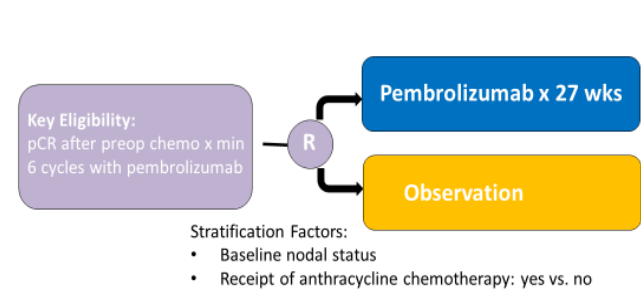 Key Eligibility:
pCR after preop chemo x min
6 cycles with pembrolizumab
R
Pembrolizumab x 27 wks
Observation
Stratification Factors:
• Baseline nodal status
• Receipt of anthracycline chemotherapy: yes vs. no